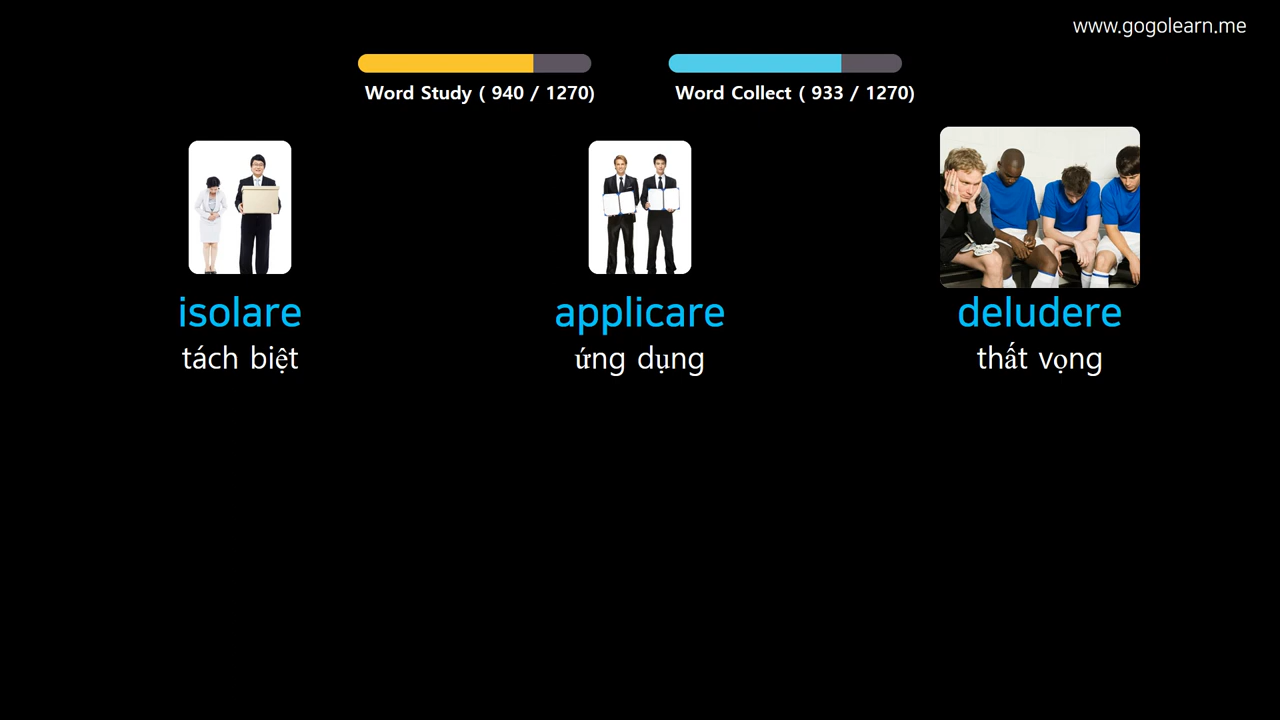 www.gogolearn.me
Word Study ( 940 / 1270)
Word Collect ( 933 / 1270)
isolare
applicare
deludere
tách biệt
ứng dụng
thất vọng